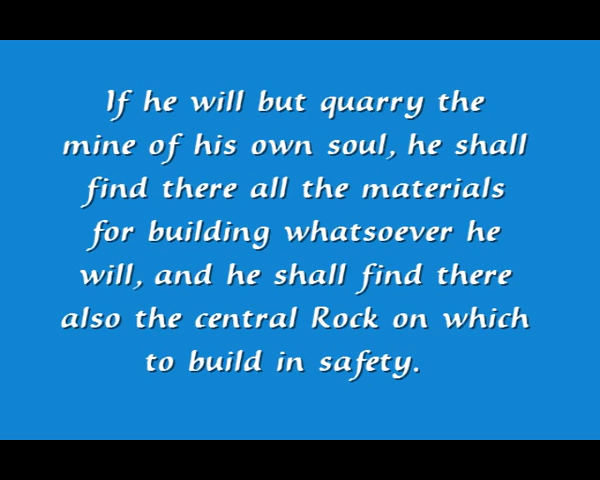 If he will but quarry the
mine of his own soul, he shall
find there all the materials
for building whatsoever he
will, and he shall find there
also the central Rock on which
to build in safety.